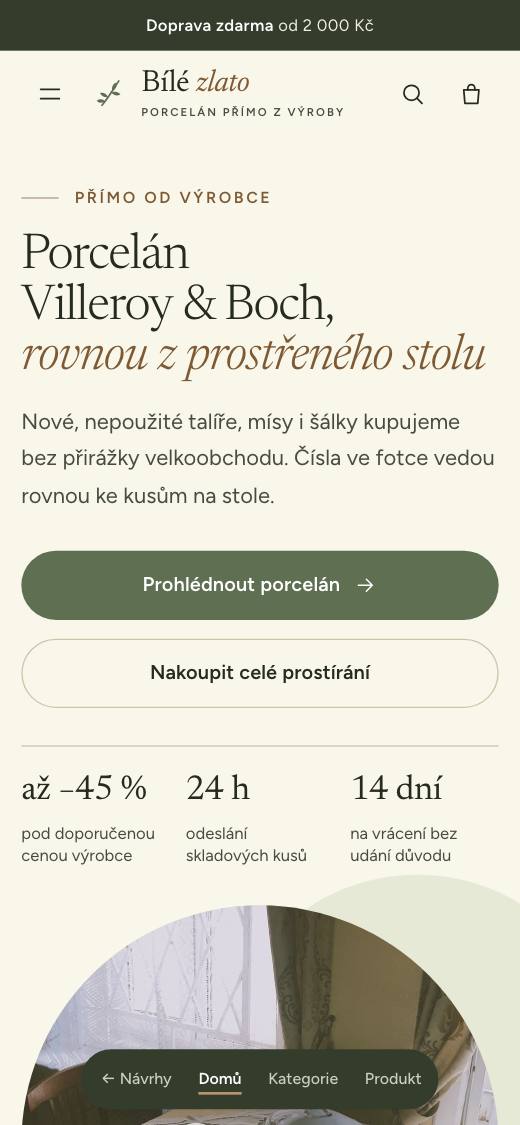 Doprava zdarma od 2 000 Kč
Bílé zlato
PORCELÁN PŘÍMO Z VÝROBY
PŘÍMO OD VÝROBCE
Porcelán
Villeroy & Boch,
rovnou z prostřeného stolu
Nové, nepoužité talíře, mísy i šálky kupujeme
bez přirážky velkoobchodu. Čísla ve fotce vedou
rovnou ke kusům na stole.
Prohlédnout porcelán →
Nakoupit celé prostírání
až –45 %
pod doporučenou
cenou výrobce
24 h
odeslání
skladových kusů
14 dní
na vrácení bez
udání důvodu
← Návrhy Domů Kategorie Produkt